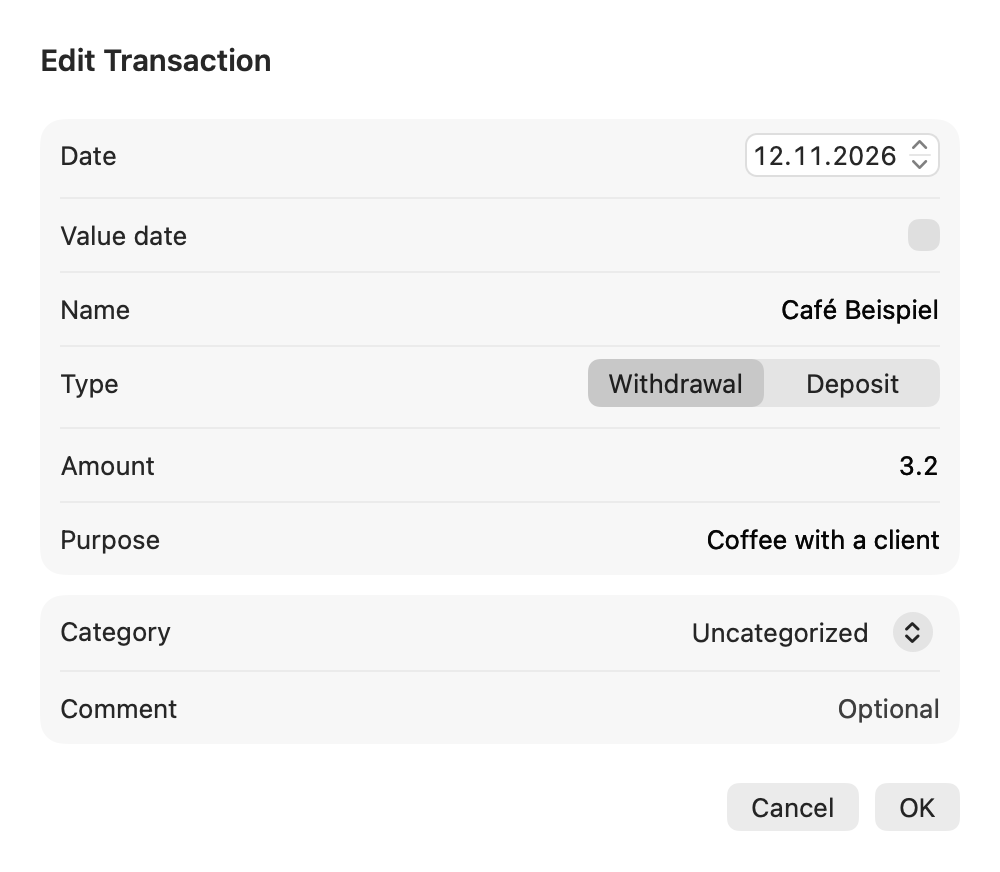 Edit Transaction
Date 12.11.2026
Value date
Name Café Beispiel
Type Withdrawal Deposit
Amount 3.2
Purpose Coffee with a client
Category Uncategorized
Comment Optional
Cancel OK